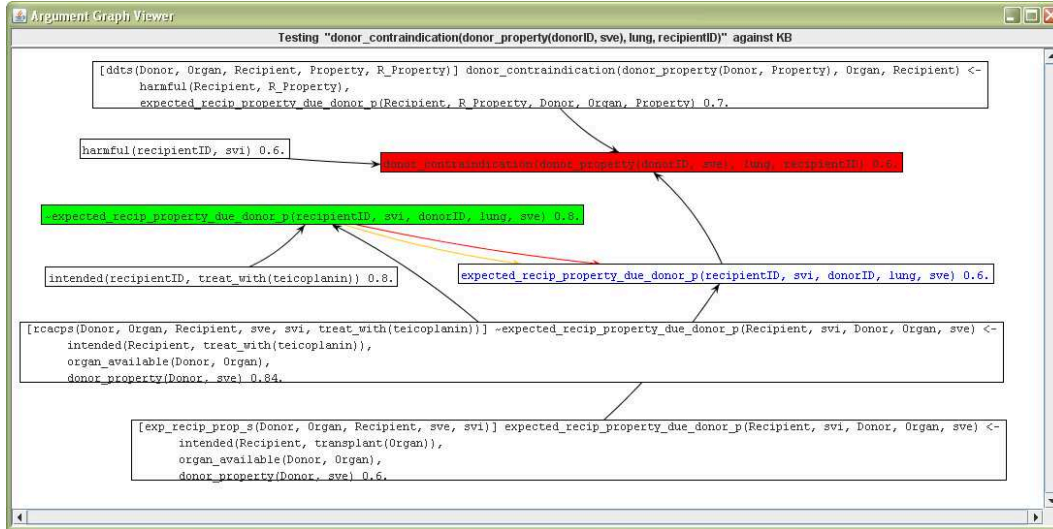 Argument Graph Viewer
Testing "donor_contraindication(donor_property(donorID, sve), lung, recipientID)" against KB
[ddts(Donor, Organ, Recipient, Property, R_Property)] donor_contraindication(donor_property(Donor, Property), Organ, Recipient) <-
harmful(Recipient, R_Property),
expected_recip_property_due_donor_p(Recipient, R_Property, Donor, Organ, Property) 0.7.
harmful(recipientID, svi) 0.6.
donor_contraindication(donor_property(donorID, sve), lung, recipientID) 0.6.
~expected_recip_property_due_donor_p(recipientID, svi, donorID, lung, sve) 0.8.
intended(recipientID, treat_with(teicoplanin)) 0.8.
expected_recip_property_due_donor_p(recipientID, svi, donorID, lung, sve) 0.6.
[rcacps(Donor, Organ, Recipient, sve, svi, treat_with(teicoplanin))] ~expected_recip_property_due_donor_p(Recipient, svi, Donor, Organ, sve) <-
intended(Recipient, treat_with(teicoplanin)),
organ_available(Donor, Organ),
donor_property(Donor, sve) 0.84.
[exp_recip_prop_s(Donor, Organ, Recipient, sve, svi)] expected_recip_property_due_donor_p(Recipient, svi, Donor, Organ, sve) <-
intended(Recipient, transplant(Organ)),
organ_available(Donor, Organ),
donor_property(Donor, sve) 0.6.